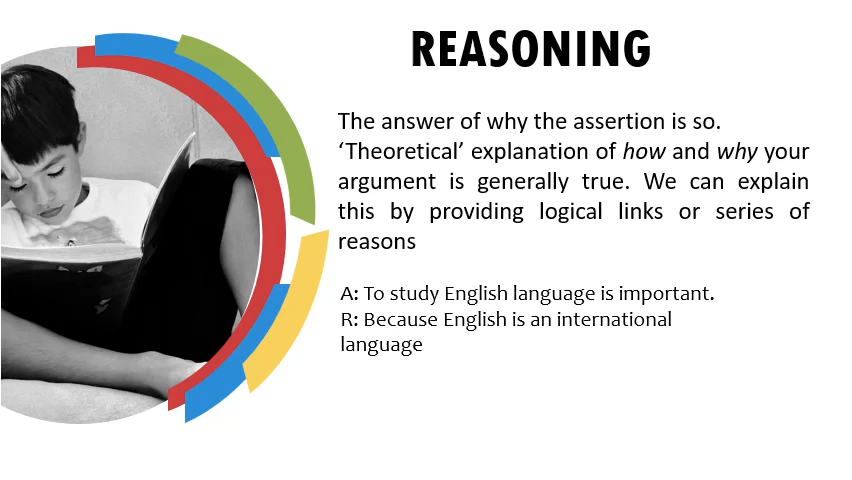 REASONING
The answer of why the assertion is so.
‘Theoretical’ explanation of how and why your
argument is generally true. We can explain
this by providing logical links or series of
reasons
A: To study English language is important.
R: Because English is an international
language